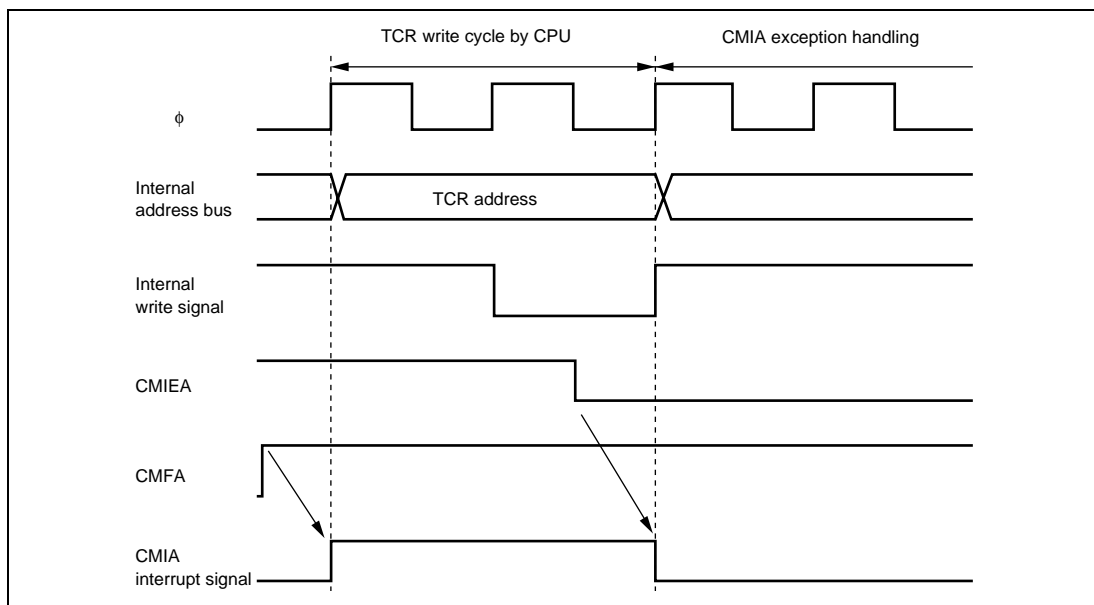 TCR write cycle by CPU
CMIA exception handling
ϕ
Internal
address bus
TCR address
Internal
write signal
CMIEA
CMFA
CMIA
interrupt signal